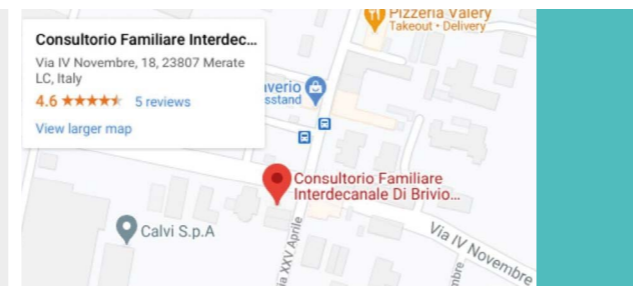 Consultorio Familiare Interdec...
Via IV Novembre, 18, 23807 Merate
LC, Italy
4.6 5 reviews
View larger map
Pizzeria Valery
Takeout • Delivery
Consultorio Familiare
Interdecanale Di Brivio...
Calvi S.p.A
Via XXV Aprile
Via IV Novembre